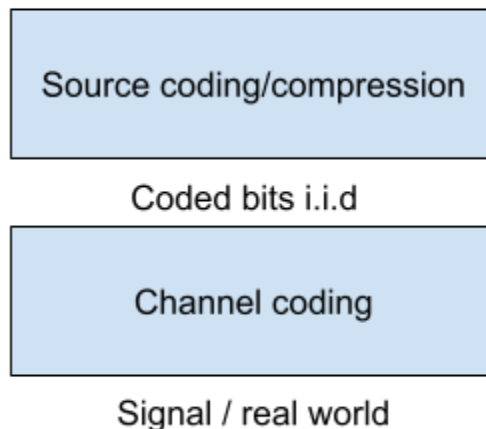 Source coding/compression
Coded bits i.i.d
Channel coding
Signal / real world